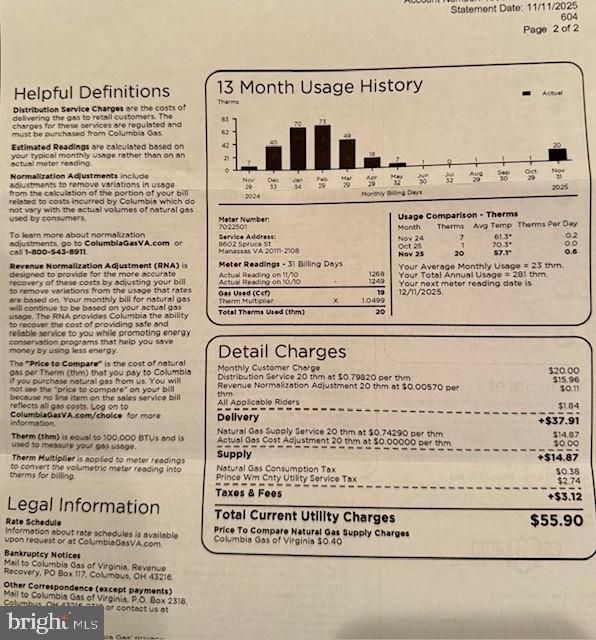 Statement Date: 11/11/2025
604
Page 2 of 2
Helpful Definitions
Distribution Service Charges are the costs of
delivering the gas to retail customers. The
charges for these services are regulated and
must be purchased from Columbia Gas.
Estimated Readings are calculated based on
your typical monthly usage rather than on an
actual meter reading.
Normalization Adjustments include
adjustments to remove variations in usage
from the calculation of the portion of your bill
related to costs incurred by Columbia which do
not vary with the actual volumes of natural gas
used by consumers.
To learn more about normalization
adjustments, go to ColumbiaGasVA.com or
call 1-800-543-8911.
Revenue Normalization Adjustment (RNA) is
designed to provide for the more accurate
recovery of these costs by adjusting your bill
to remove variations from the usage that rates
are based on. Your monthly bill for natural gas
will continue to be based on your actual gas
usage. The RNA provides Columbia the ability
to recover the cost of providing safe and
reliable service to you while promoting energy
conservation programs that help you save
money by using less energy.
The "Price to Compare" is the cost of natural
gas per Therm (thm) that you pay to Columbia
if you purchase natural gas from us. You will
not see the "price to compare" on your bill
because no line item on the sales service bill
reflects all gas costs. Log on to
ColumbiaGasVA.com/choice for more
information.
Therm (thm) is equal to 100,000 BTUs and is
used to measure your gas usage.
Therm Multiplier is applied to meter readings
to convert the volumetric meter reading into
therms for billing.
Legal Information
Rate Schedule
Information about rate schedules is available
upon request or at ColumbiaGasVA.com.
Bankruptcy Notices
Mail to Columbia Gas of Virginia, Revenue
Recovery, PO Box 117, Columbus, OH 43216.
Other Correspondence (except payments)
Mail to Columbia Gas of Virginia, P.O. Box 2318,
Columbus, OH or contact us at
13 Month Usage History
Actual
Therms
83
62
42
21
0
7 40 70 73 49 18 7 1 0 1 1 1 20
Nov Dec Jan Feb Mar Apr May Jun Jul Aug Sep Oct Nov
29 33 34 29 29 29 32 30 32 29 30 29 31
2024 Monthly Billing Days 2025
Meter Number:
7022501
Service Address:
8602 Spruce St
Manassas VA 20111-2108
Meter Readings - 31 Billing Days
Actual Reading on 11/10 1268
Actual Reading on 10/10 1249
Gas Used (Ccf) 19
Therm Multiplier X 1.0499
Total Therms Used (thm) 20
Usage Comparison - Therms
Month Therms Avg Temp Therms Per Day
Nov 24 7 61.3° 0.2
Oct 25 1 70.3° 0.0
Nov 25 20 57.1° 0.6
Your Average Monthly Usage = 23 thm.
Your Total Annual Usage = 281 thm.
Your next meter reading date is
12/11/2025.
Detail Charges
Monthly Customer Charge $20.00
Distribution Service 20 thm at $0.79820 per thm $15.96
Revenue Normalization Adjustment 20 thm at $0.00570 per
thm $0.11
All Applicable Riders $1.84
Delivery +$37.91
Natural Gas Supply Service 20 thm at $0.74290 per thm $14.87
Actual Gas Cost Adjustment 20 thm at $0.00000 per thm $0.00
Supply +$14.87
Natural Gas Consumption Tax $0.38
Prince Wm Cnty Utility Service Tax $2.74
Taxes & Fees +$3.12
Total Current Utility Charges $55.90
Price To Compare Natural Gas Supply Charges
Columbia Gas of Virginia $0.40
bright MLS